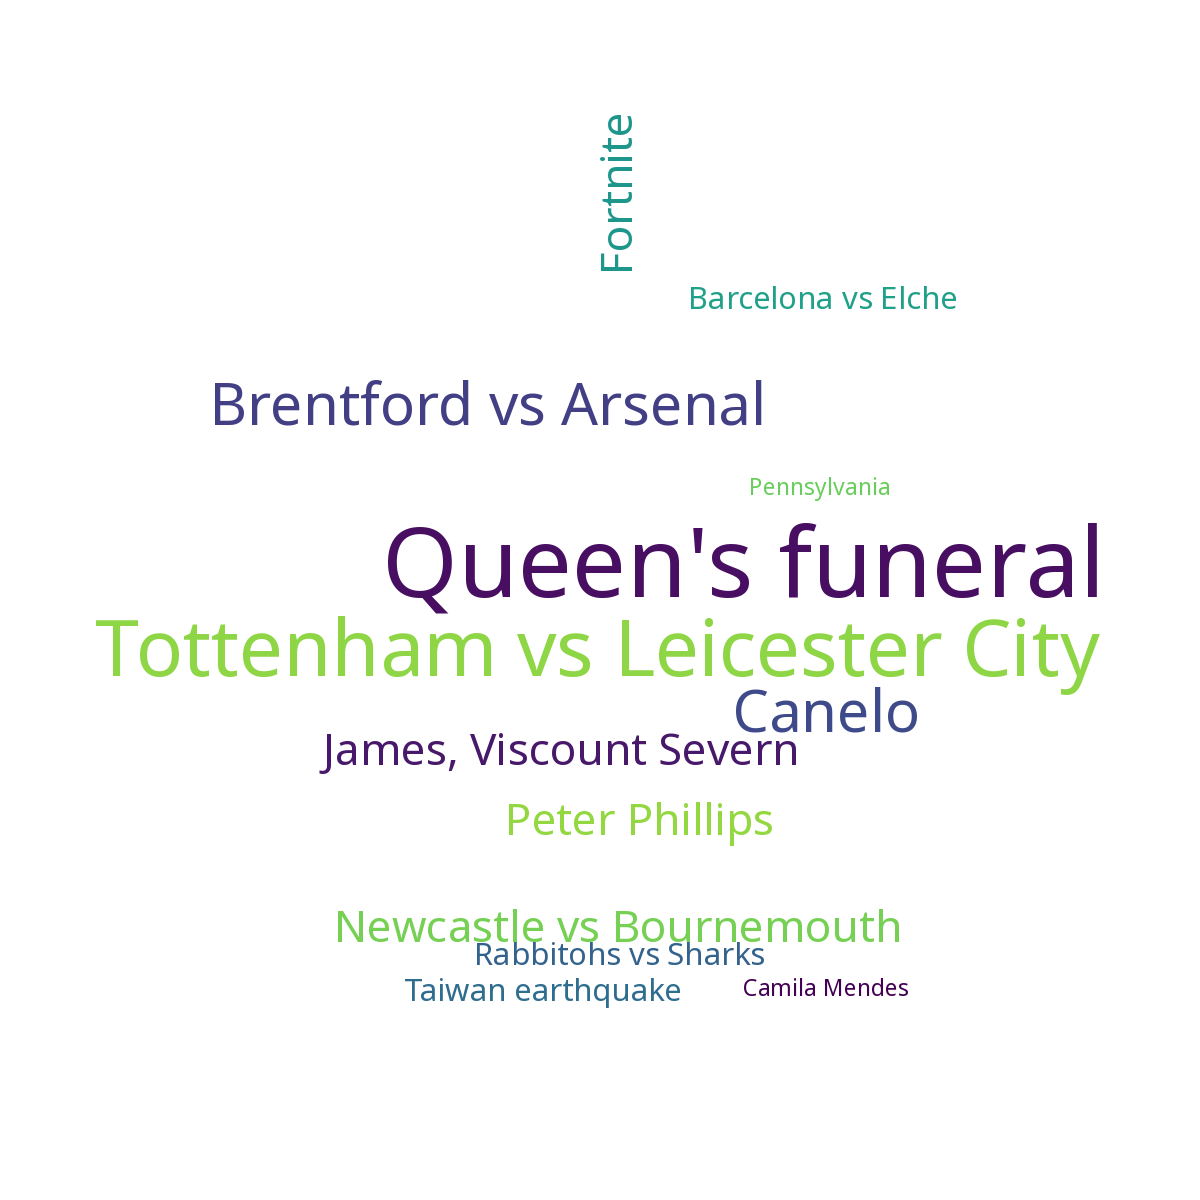 Fortnite
Barcelona vs Elche
Brentford vs Arsenal
Pennsylvania
Queen's funeral
Tottenham vs Leicester City
Canelo
James, Viscount Severn
Peter Phillips
Newcastle vs Bournemouth
Rabbitohs vs Sharks
Taiwan earthquake
Camila Mendes